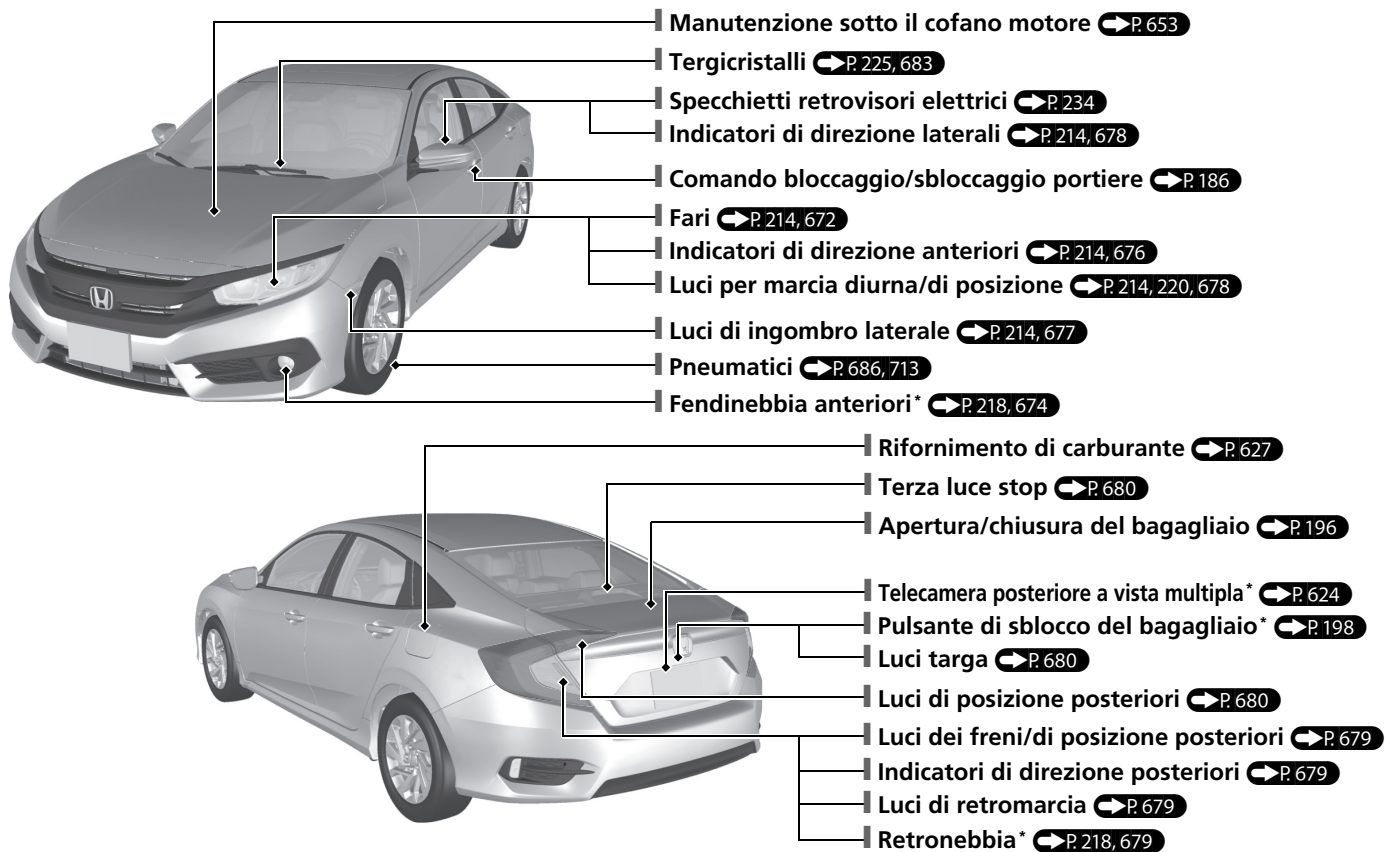 Manutenzione sotto il cofano motore P. 653
Tergicristalli P. 225, 683
Specchietti retrovisori elettrici P. 234
Indicatori di direzione laterali P. 214, 678
Comando bloccaggio/sbloccaggio portiere P. 186
Fari P. 214, 672
Indicatori di direzione anteriori P. 214, 676
Luci per marcia diurna/di posizione P. 214, 220, 678
Luci di ingombro laterale P. 214, 677
Pneumatici P. 686, 713
Fendinebbia anteriori* P. 218, 674
Rifornimento di carburante P. 627
Terza luce stop P. 680
Apertura/chiusura del bagagliaio P. 196
Telecamera posteriore a vista multipla* P. 624
Pulsante di sblocco del bagagliaio* P. 198
Luci targa P. 680
Luci di posizione posteriori P. 680
Luci dei freni/di posizione posteriori P. 679
Indicatori di direzione posteriori P. 679
Luci di retromarcia P. 679
Retronebbia* P. 218, 679